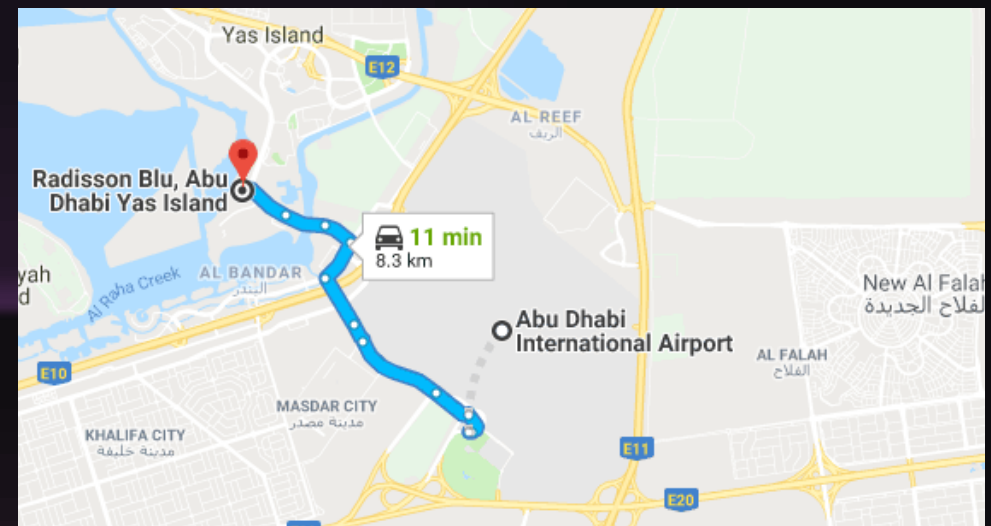 Yas Island
E12
AL REEF
الريف
Radisson Blu, Abu
Dhabi Yas Island
11 min
8.3 km
yah
d
AL BANDAR
البندر
Al Raha Creek
New Al Falah
الفلاح الجديدة
Abu Dhabi
International Airport
AL FALAH
الفلاح
E10
MASDAR CITY
مدينة مصدر
KHALIFA CITY
مدينة خليفة
E11
E20